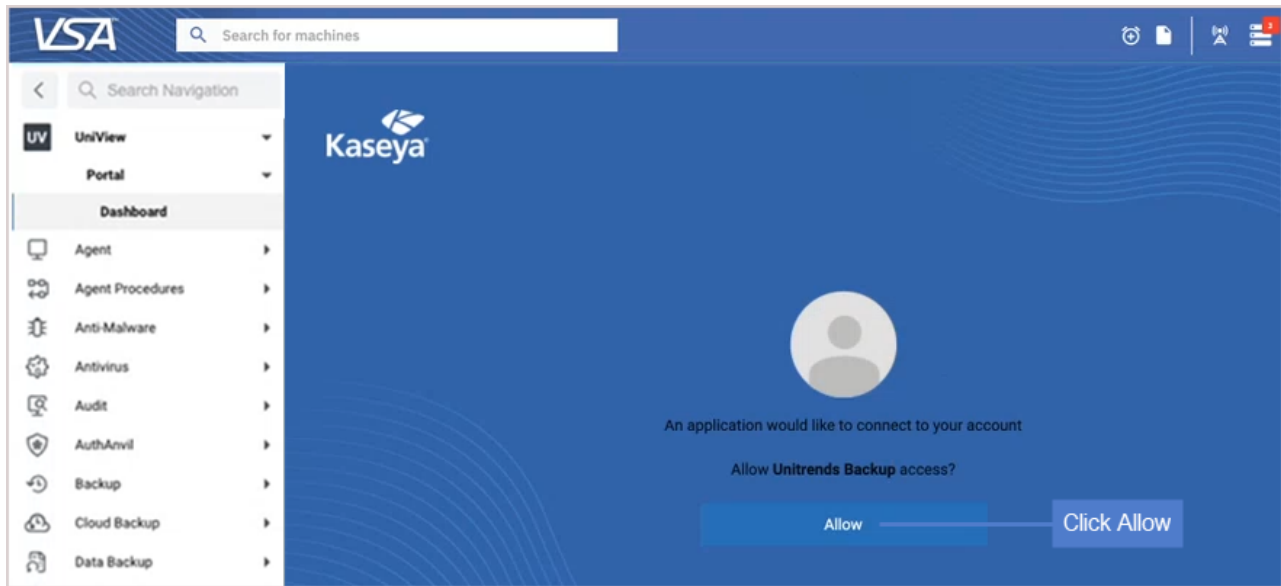 VSA
Search for machines
3
Search Navigation
UV UniView
Portal
Dashboard
Agent
Agent Procedures
Anti-Malware
Antivirus
Audit
AuthAnvil
Backup
Cloud Backup
Data Backup
Kaseya
An application would like to connect to your account
Allow Unitrends Backup access?
Allow
Click Allow